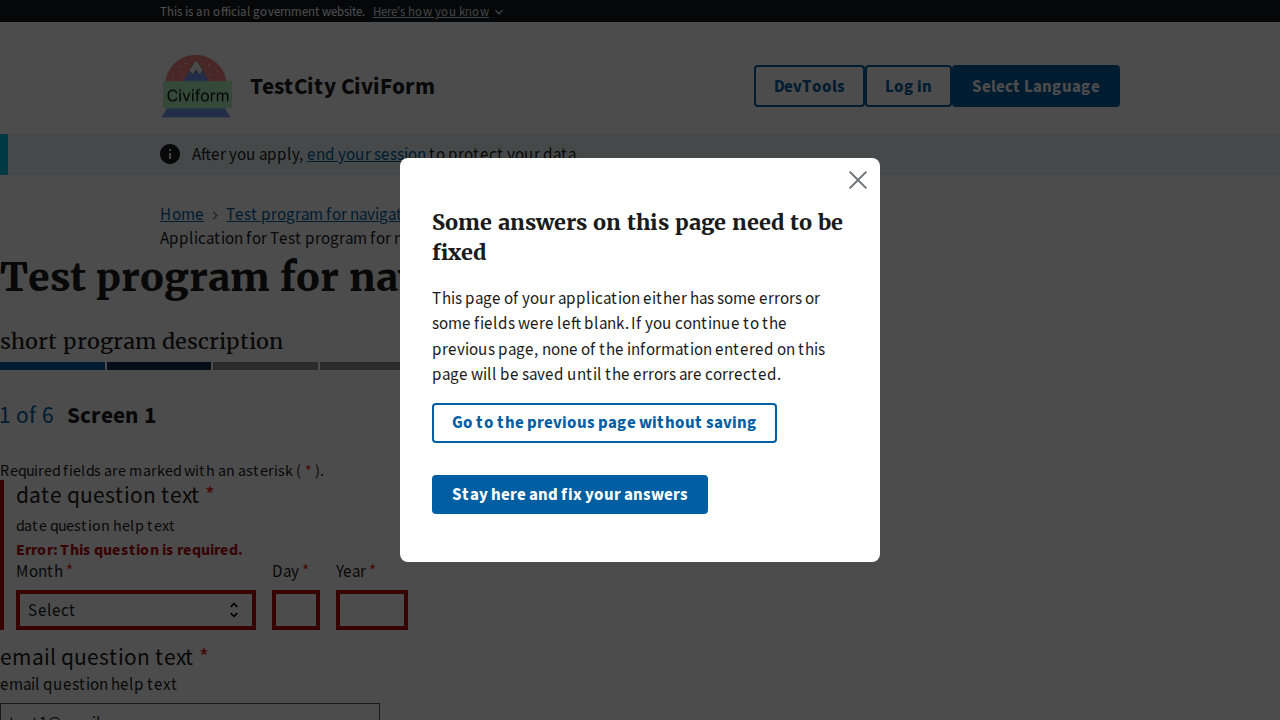 This is an official government website. Here's how you know
Civiform
TestCity CiviForm
DevTools
Log in
Select Language
After you apply, end your session to protect your data.
Home
Test program for navigat
Application for Test program for
Test program for
short program description
1 of 6 Screen 1
Required fields are marked with an asterisk ( * ).
date question text *
date question help text
Error: This question is required.
Month * Day * Year *
Select
email question text *
email question help text
Some answers on this page need to be
fixed
This page of your application either has some errors or
some fields were left blank. If you continue to the
previous page, none of the information entered on this
page will be saved until the errors are corrected.
Go to the previous page without saving
Stay here and fix your answers